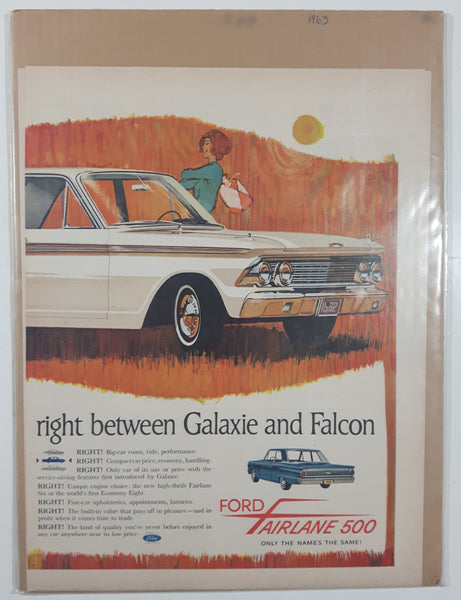 1963
right between Galaxie and Falcon
RIGHT! Big-car room, ride, performance.
RIGHT! Compact car price, economy, handling.
RIGHT! Only car of its size or price with the
service-saving features first introduced by Galaxie.
RIGHT! Unique engine choice: the new high-thrift Fairlane
Six or the world's first Economy Eight.
RIGHT! Fine-car upholsteries, appointments, luxuries.
RIGHT! The built-in value that pays off in pleasure—and in
profit when it comes time to trade.
RIGHT! The kind of quality you've never before enjoyed in
any car anywhere near its low price.
Ford
FORD
FAIRLANE 500
ONLY THE NAME'S THE SAME!